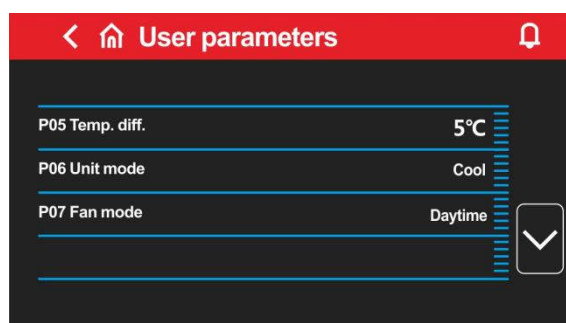 User parameters
P05 Temp. diff. 5℃
P06 Unit mode Cool
P07 Fan mode Daytime